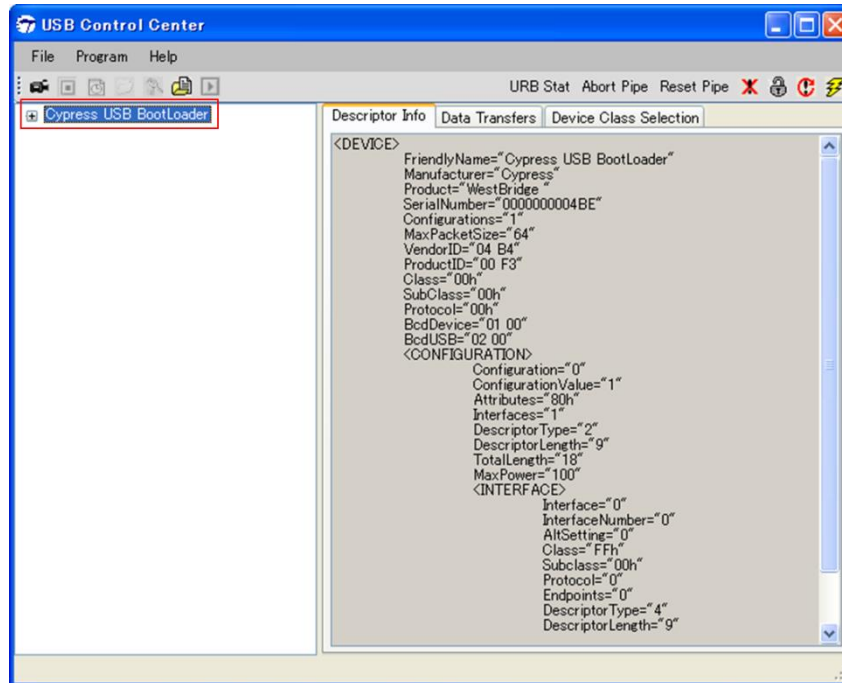 USB Control Center
File Program Help
URB Stat Abort Pipe Reset Pipe
Cypress USB BootLoader
Descriptor Info Data Transfers Device Class Selection
<DEVICE>
FriendlyName="Cypress USB BootLoader"
Manufacturer="Cypress"
Product="WestBridge "
SerialNumber="0000000004BE"
Configurations="1"
MaxPacketSize="64"
VendorID="04 B4"
ProductID="00 F3"
Class="00h"
SubClass="00h"
Protocol="00h"
BcdDevice="01 00"
BcdUSB="02 00"
<CONFIGURATION>
Configuration="0"
ConfigurationValue="1"
Attributes="80h"
Interfaces="1"
DescriptorType="2"
DescriptorLength="9"
TotalLength="18"
MaxPower="100"
<INTERFACE>
Interface="0"
InterfaceNumber="0"
AltSetting="0"
Class="FFh"
Subclass="00h"
Protocol="0"
Endpoints="0"
DescriptorType="4"
DescriptorLength="9"